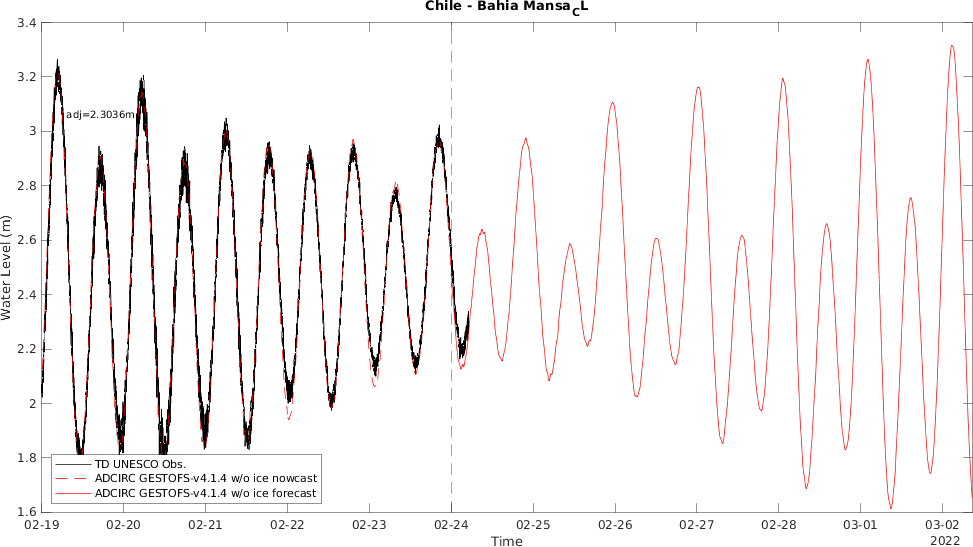 Chile - Bahia Mansa_CL
3.4
3.2
3
2.8
2.6
2.4
2.2
2
1.8
1.6
Water Level (m)
adj=2.3036m
TD UNESCO Obs.
ADCIRC GESTOFS-v4.1.4 w/o ice nowcast
ADCIRC GESTOFS-v4.1.4 w/o ice forecast
02-19 02-20 02-21 02-22 02-23 02-24 02-25 02-26 02-27 02-28 03-01 03-02
Time
2022